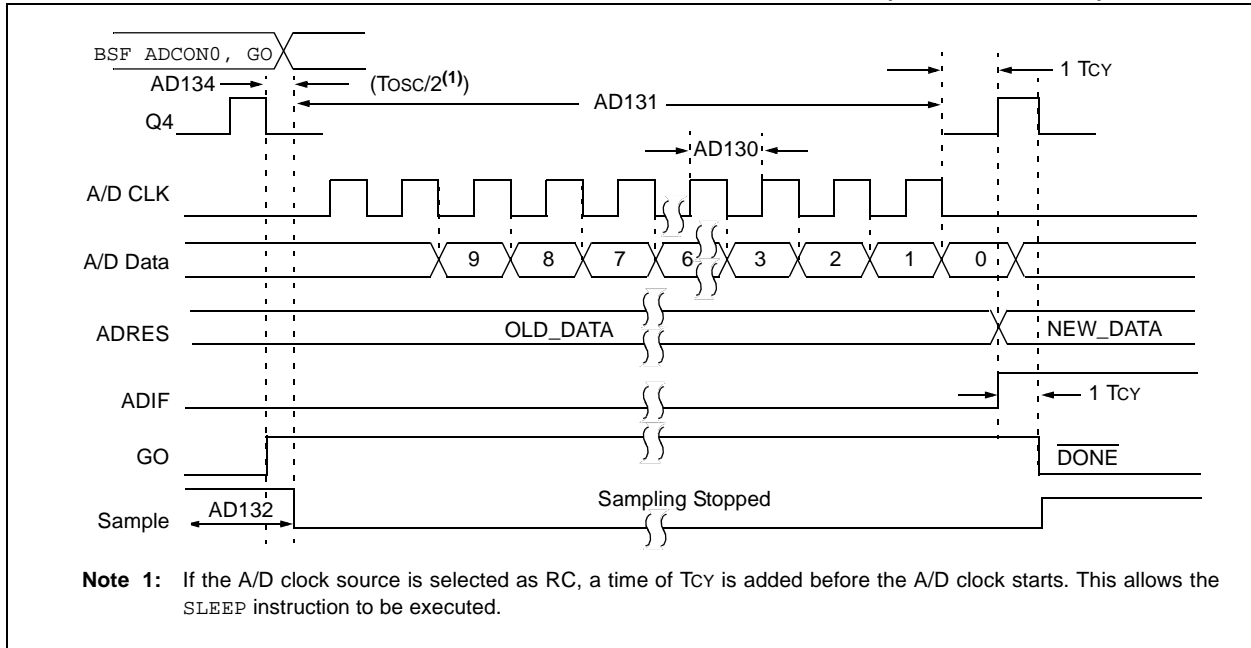 BSF ADCON0, GO
AD134 (TOSC/2(1)) 1 TCY
AD131
Q4
AD130
A/D CLK
A/D Data 9 8 7 6 3 2 1 0
ADRES OLD_DATA NEW_DATA
ADIF 1 TCY
GO DONE
Sampling Stopped
Sample AD132
Note 1: If the A/D clock source is selected as RC, a time of TCY is added before the A/D clock starts. This allows the
SLEEP instruction to be executed.